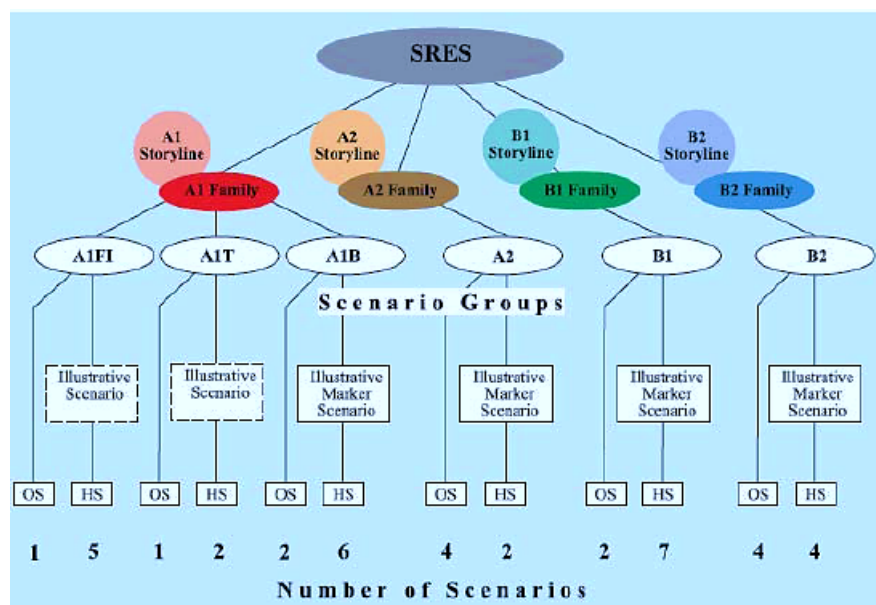 SRES
A1
Storyline
A2
Storyline
B1
Storyline
B2
Storyline
A1 Family
A2 Family
B1 Family
B2 Family
A1FI
A1T
A1B
A2
B1
B2
Scenario Groups
Illustrative
Scenario
Illustrative
Scenario
Illustrative
Marker
Scenario
Illustrative
Marker
Scenario
Illustrative
Marker
Scenario
Illustrative
Marker
Scenario
OS HS OS HS OS HS OS HS OS HS OS HS
1 5 1 2 2 6 4 2 2 7 4 4
Number of Scenarios